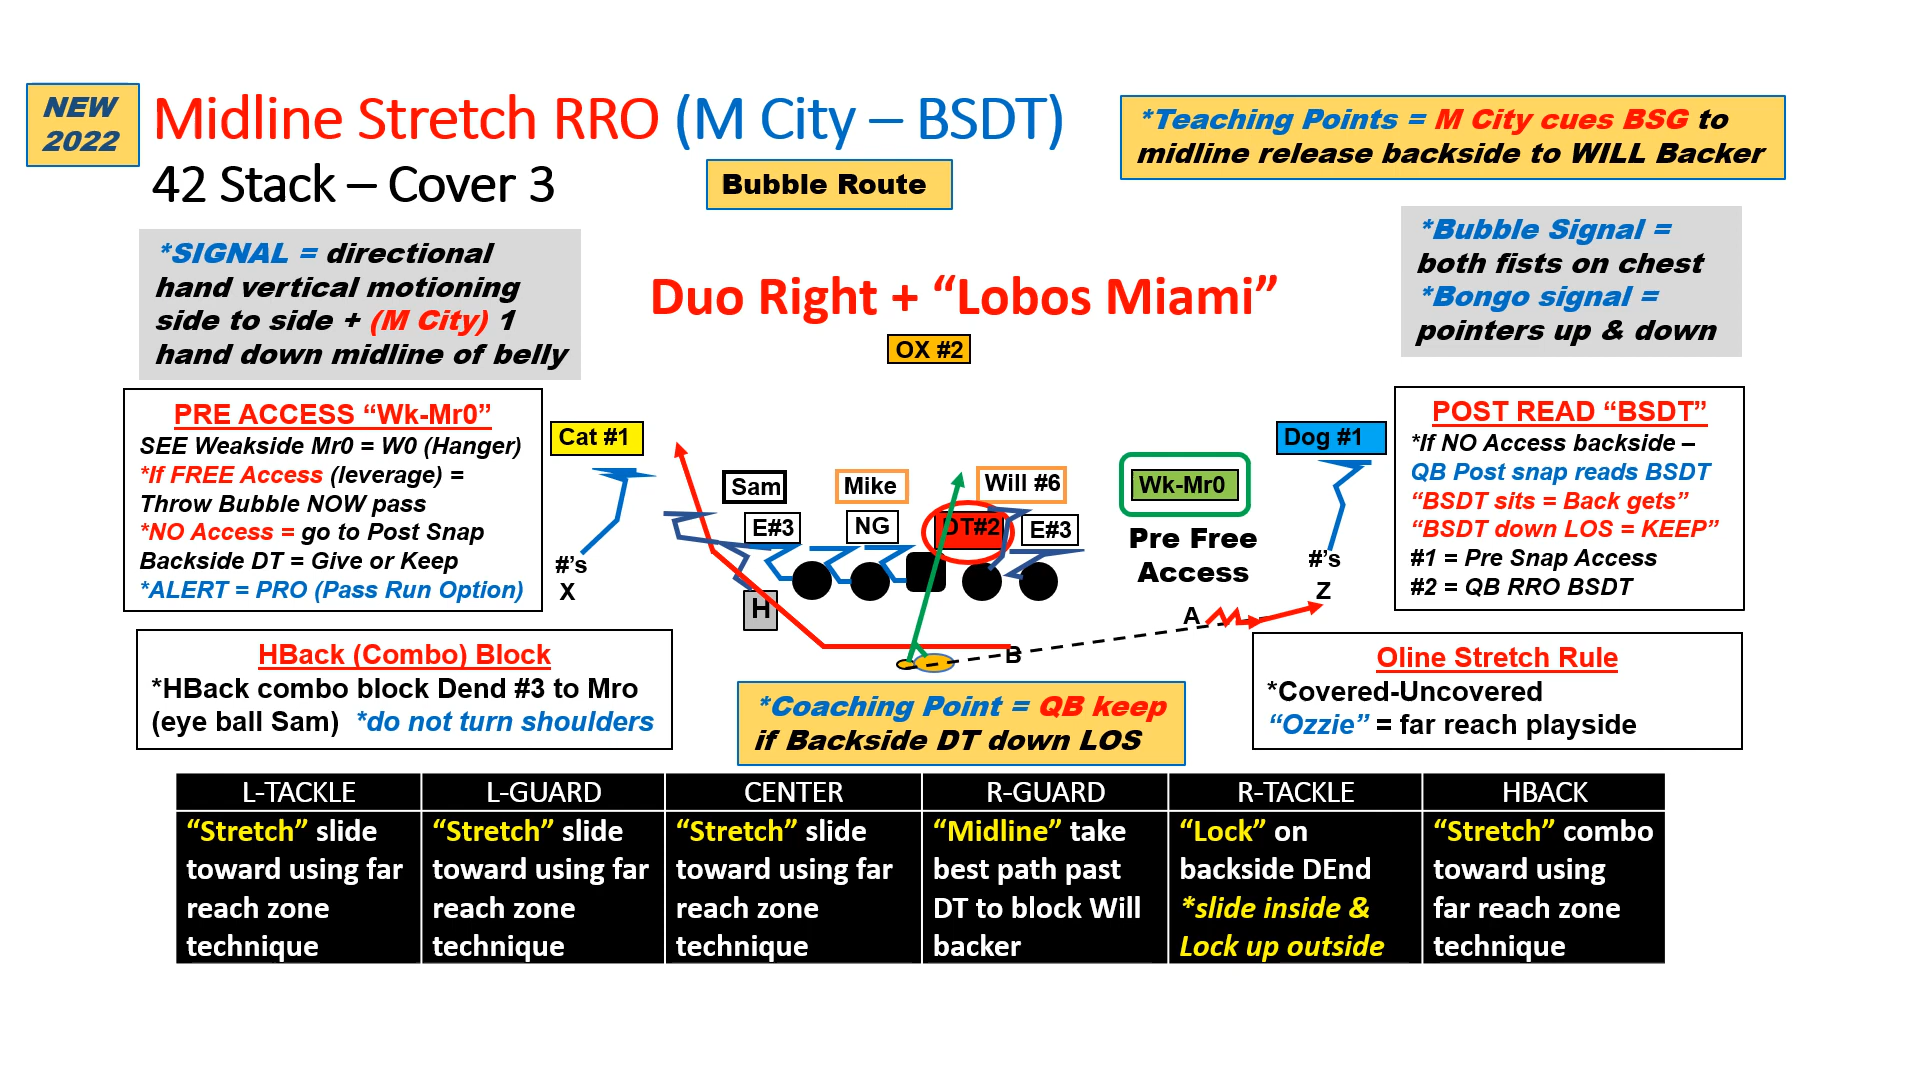 NEW
2022
Midline Stretch RRO (M City – BSDT)
42 Stack – Cover 3
Bubble Route
*Teaching Points = M City cues BSG to
midline release backside to WILL Backer
*SIGNAL = directional
hand vertical motioning
side to side + (M City) 1
hand down midline of belly
Duo Right + “Lobos Miami”
*Bubble Signal =
both fists on chest
*Bongo signal =
pointers up & down
OX #2
PRE ACCESS “Wk-Mr0”
SEE Weakside Mr0 = W0 (Hanger)
*If FREE Access (leverage) =
Throw Bubble NOW pass
*NO Access = go to Post Snap
Backside DT = Give or Keep
*ALERT = PRO (Pass Run Option)
Cat #1
Dog #1
Sam
Mike
Will #6
Wk-Mr0
E#3
NG
DT#2
E#3
Pre Free
Access
#’s
X
#’s
Z
H
A
B
POST READ “BSDT”
*If NO Access backside –
QB Post snap reads BSDT
“BSDT sits = Back gets”
“BSDT down LOS = KEEP”
#1 = Pre Snap Access
#2 = QB RRO BSDT
HBack (Combo) Block
*HBack combo block Dend #3 to Mro
(eye ball Sam) *do not turn shoulders
*Coaching Point = QB keep
if Backside DT down LOS
Oline Stretch Rule
*Covered-Uncovered
“Ozzie” = far reach playside
L-TACKLE
L-GUARD
CENTER
R-GUARD
R-TACKLE
HBACK
“Stretch” slide
toward using far
reach zone
technique
“Stretch” slide
toward using far
reach zone
technique
“Stretch” slide
toward using far
reach zone
technique
“Midline” take
best path past
DT to block Will
backer
“Lock” on
backside DEnd
*slide inside &
Lock up outside
“Stretch” combo
toward using
far reach zone
technique